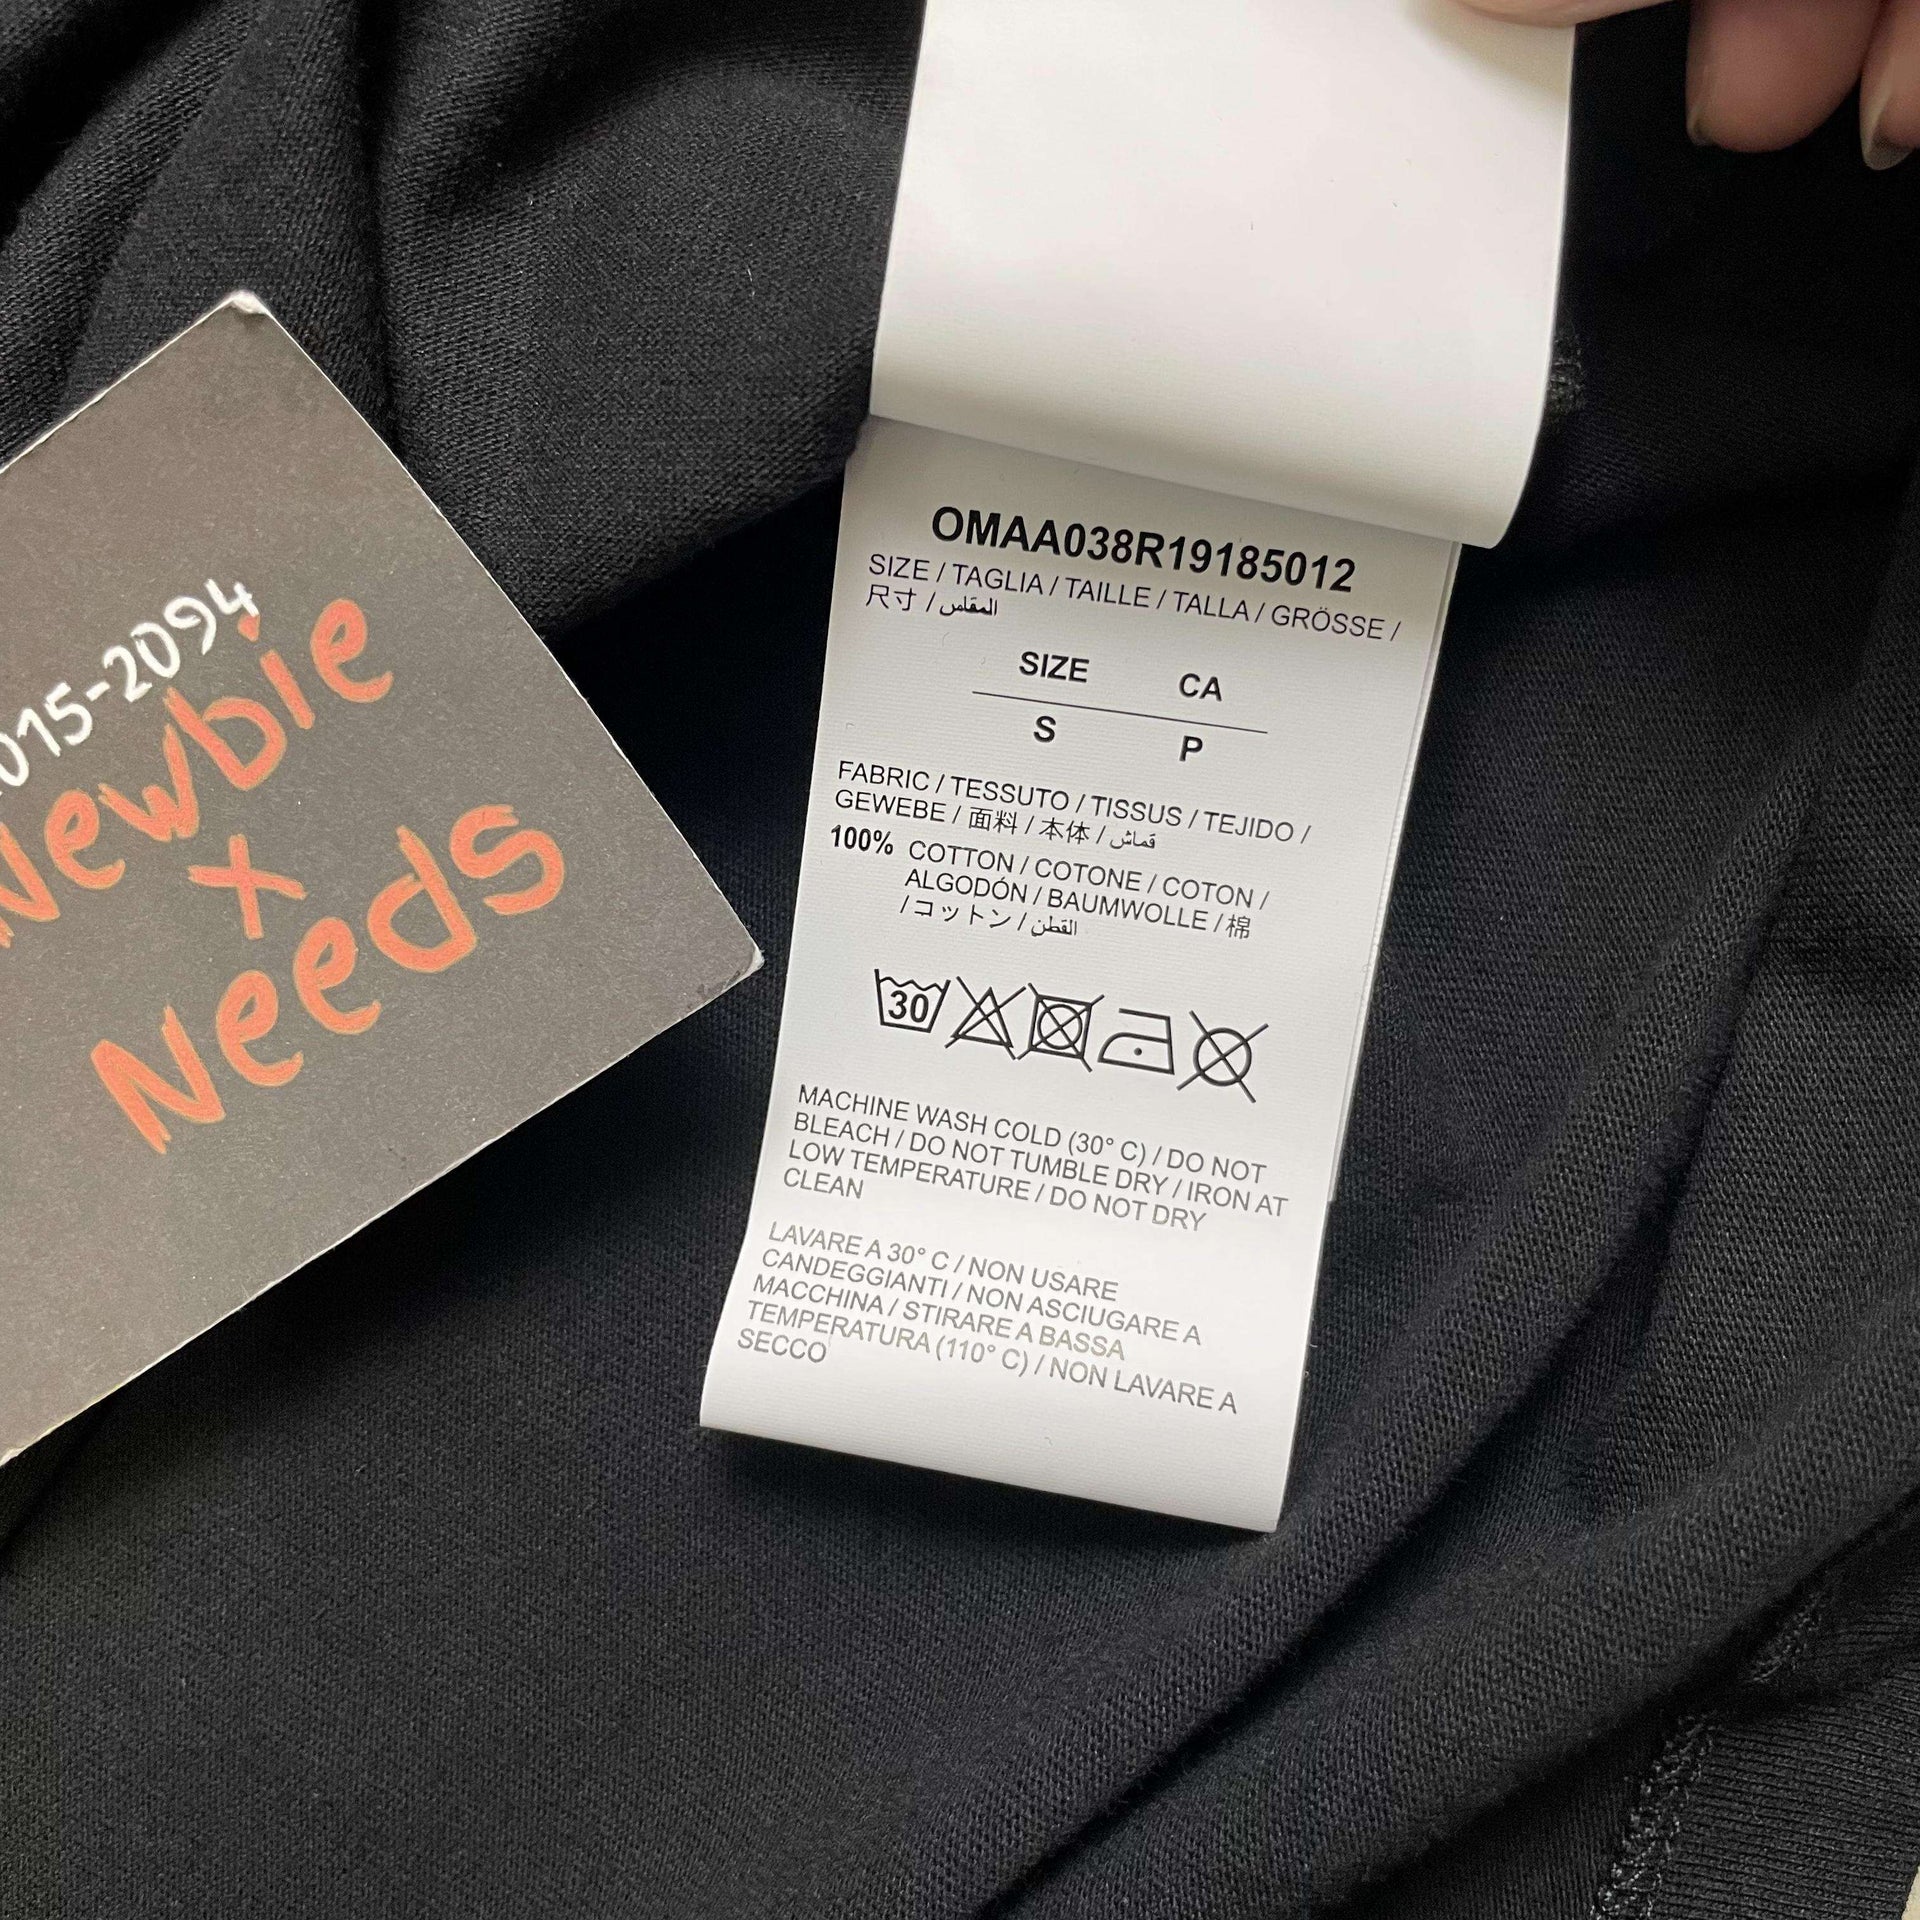 015-2094
Newbie
x
Needs
OMAA038R19185012
SIZE / TAGLIA / TAILLE / TALLA / GRÖSSE /
尺寸 / المقاس
SIZE CA
S P
FABRIC / TESSUTO / TISSUS / TEJIDO /
GEWEBE / 面料 / 本体 / قماش
100% COTTON / COTONE / COTON /
ALGODÓN / BAUMWOLLE / 棉
/ コットン / القطن
30
MACHINE WASH COLD (30° C) / DO NOT
BLEACH / DO NOT TUMBLE DRY / IRON AT
LOW TEMPERATURE / DO NOT DRY
CLEAN
LAVARE A 30° C / NON USARE
CANDEGGIANTI / NON ASCIUGARE A
MACCHINA / STIRARE A BASSA
TEMPERATURA (110° C) / NON LAVARE A
SECCO